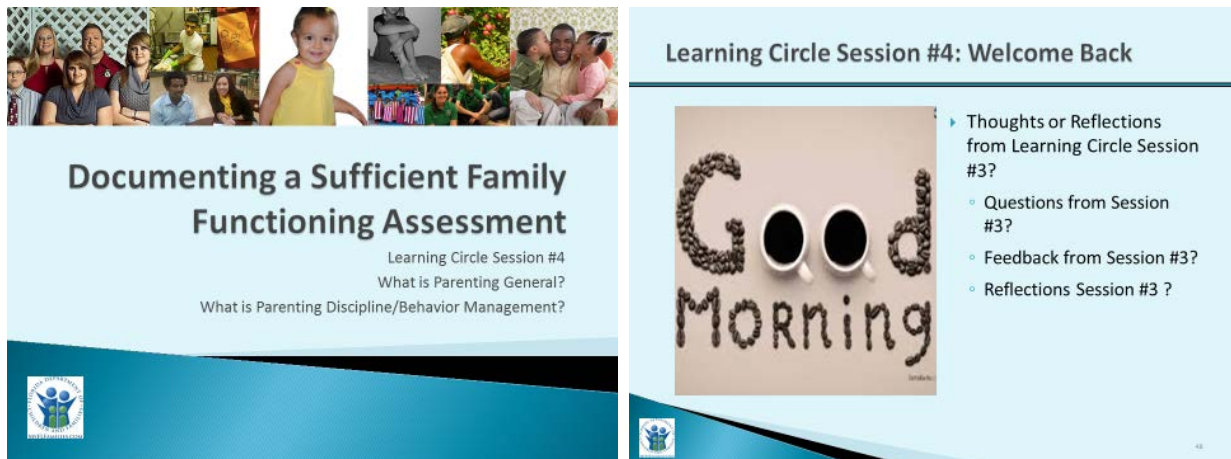 Documenting a Sufficient Family
Functioning Assessment
Learning Circle Session #4
What is Parenting General?
What is Parenting Discipline/Behavior Management?
MYFLFAMILIES.COM
Learning Circle Session #4: Welcome Back
Good
Morning
Thoughts or Reflections
from Learning Circle Session
#3?
Questions from Session
#3?
Feedback from Session #3?
Reflections Session #3 ?